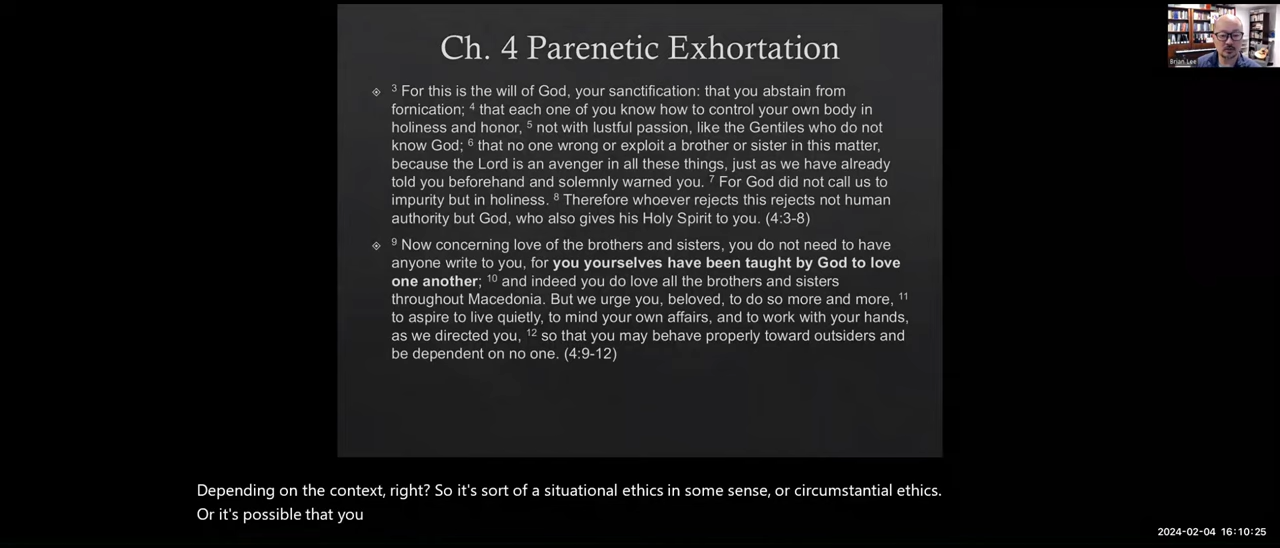 Ch. 4 Parenetic Exhortation
3 For this is the will of God, your sanctification: that you abstain from
fornication; 4 that each one of you know how to control your own body in
holiness and honor, 5 not with lustful passion, like the Gentiles who do not
know God; 6 that no one wrong or exploit a brother or sister in this matter,
because the Lord is an avenger in all these things, just as we have already
told you beforehand and solemnly warned you. 7 For God did not call us to
impurity but in holiness. 8 Therefore whoever rejects this rejects not human
authority but God, who also gives his Holy Spirit to you. (4:3-8)
9 Now concerning love of the brothers and sisters, you do not need to have
anyone write to you, for you yourselves have been taught by God to love
one another; 10 and indeed you do love all the brothers and sisters
throughout Macedonia. But we urge you, beloved, to do so more and more, 11
to aspire to live quietly, to mind your own affairs, and to work with your hands,
as we directed you, 12 so that you may behave properly toward outsiders and
be dependent on no one. (4:9-12)
Brian Lee
Depending on the context, right? So it's sort of a situational ethics in some sense, or circumstantial ethics.
Or it's possible that you
2024-02-04 16:10:25